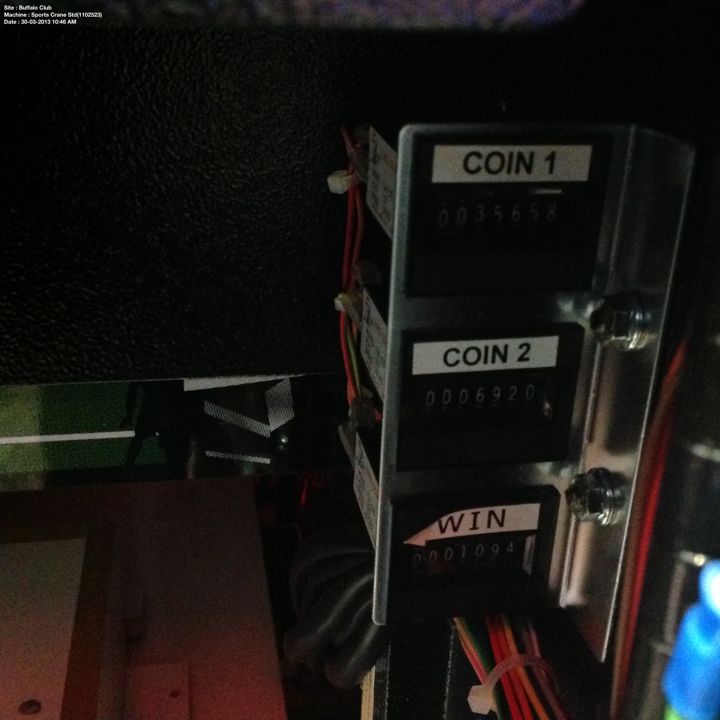 Site : Buffalo Club
Machine : Sports Crane Std(1102523)
Date : 30-03-2013 10:46 AM
COIN 1
0035658
COIN 2
0006920
WIN
0001094